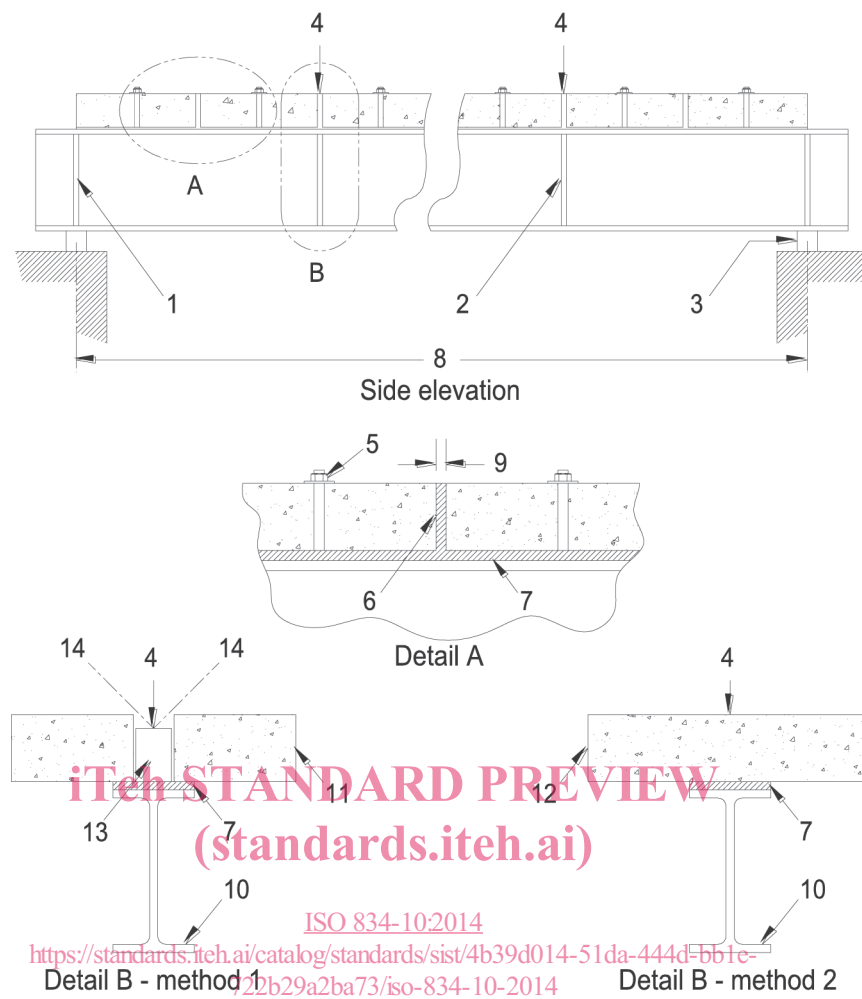 4 4
A
B
1 2 3
8
Side elevation
5 9
6 7
Detail A
14 4 14 4
iTeh STANDARD PREVIEW
11 12
13 7 7
(standards.iteh.ai)
10 10
ISO 834-10:2014
https://standards.iteh.ai/catalog/standards/sist/4b39d014-51da-444d-bb1e-
722b29a2ba73/iso-834-10-2014
Detail B - method 1 Detail B - method 2